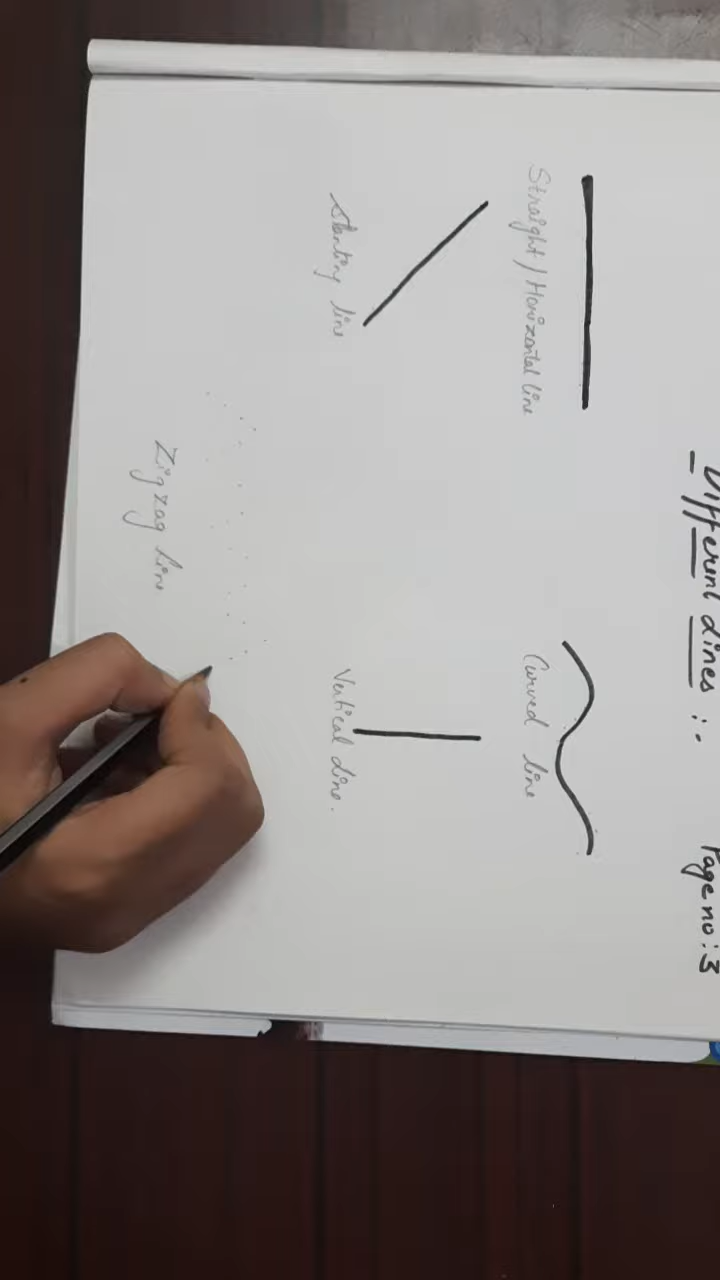 Different Lines :-
Page no: 3
Straight / Horizontal line
Curved line
Slanting line
Vertical Line.
Zigzag line